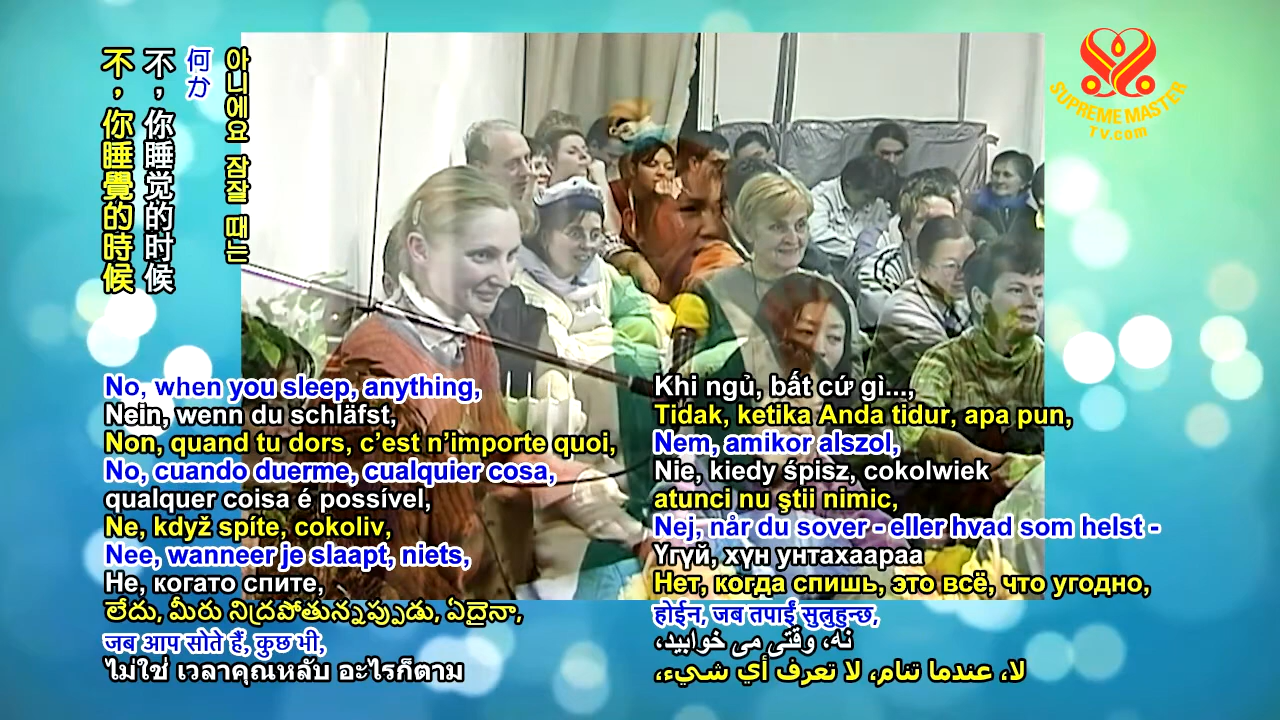 不，你睡覺的時候
不，你睡觉的时候
何か
아니에요 잠잘 때는
SUPREME MASTER
TV.com
No, when you sleep, anything,
Nein, wenn du schläfst,
Non, quand tu dors, c’est n’importe quoi,
No, cuando duerme, cualquier cosa,
qualquer coisa é possível,
Ne, když spíte, cokoliv,
Nee, wanneer je slaapt, niets,
Не, когато спите,
లేదు, మీరు నిద్రపోతున్నప్పుడు, ఏదైనా,
जब आप सोते हैं, कुछ भी,
ไม่ใช่ เวลาคุณหลับ อะไรก็ตาม
Khi ngủ, bất cứ gì...,
Tidak, ketika Anda tidur, apa pun,
Nem, amikor alszol,
Nie, kiedy śpisz, cokolwiek
atunci nu ştii nimic,
Nej, når du sover - eller hvad som helst -
Үгүй, хүн унтахаараа
Нет, когда спишь, это всё, что угодно,
होईन, जब तपाईं सुत्नुहुन्छ,
نه، وقتی می خوابید،
لا، عندما تنام، لا تعرف أي شيء،